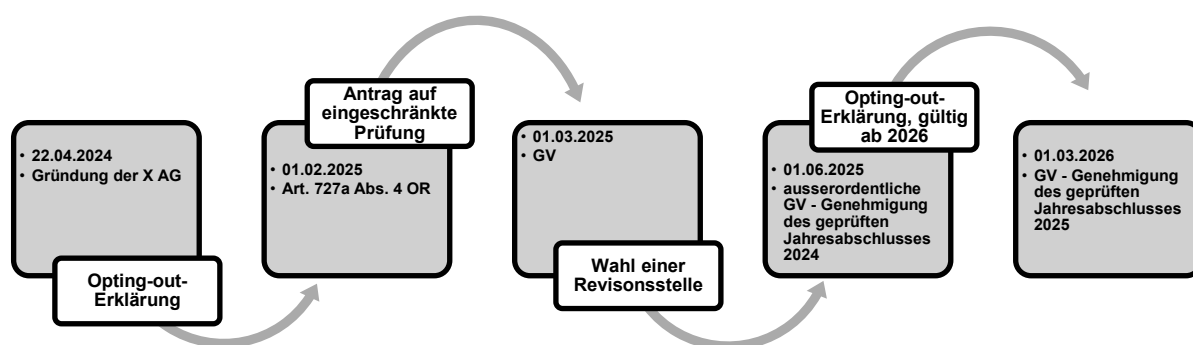 • 22.04.2024
• Gründung der X AG
Opting-out-
Erklärung
Antrag auf
eingeschränkte
Prüfung
• 01.02.2025
• Art. 727a Abs. 4 OR
• 01.03.2025
• GV
Wahl einer
Revisonsstelle
Opting-out-
Erklärung, gültig
ab 2026
• 01.06.2025
• ausserordentliche
GV - Genehmigung
des geprüften
Jahresabschlusses
2024
• 01.03.2026
• GV - Genehmigung
des geprüften
Jahresabschlusses
2025